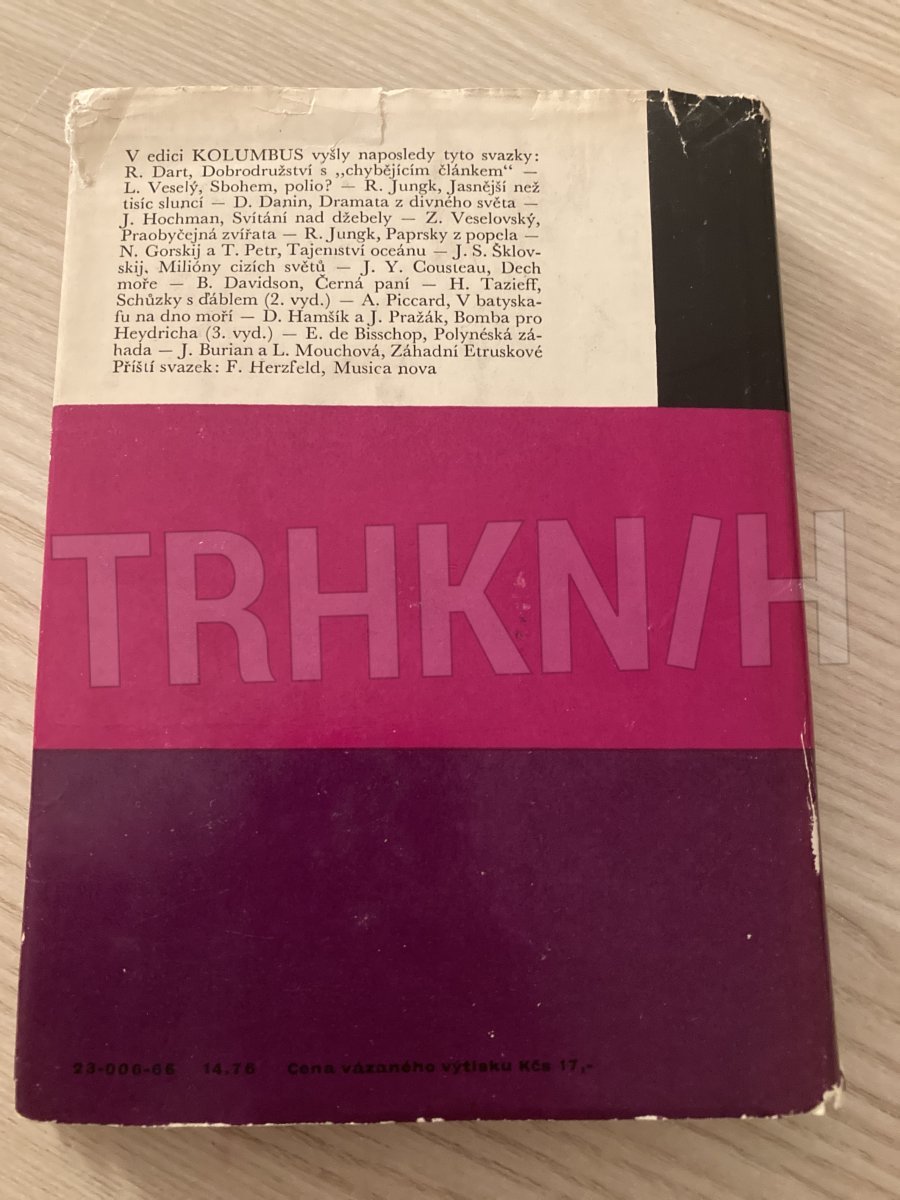 V edici KOLUMBUS vyšly naposledy tyto svazky:
R. Dart, Dobrodružství s „chybějícím článkem“ —
L. Veselý, Sbohem, polio? — R. Jungk, Jasnější než
tisíc sluncí — D. Danin, Dramata z divného světa —
J. Hochman, Svítání nad džebely — Z. Veselovský,
Praobyčejná zvířata — R. Jungk, Paprsky z popela —
N. Gorskij a T. Petr, Tajemství oceánu — J. S. Šklov-
skij, Milióny cizích světů — J. Y. Cousteau, Dech
moře — B. Davidson, Černá paní — H. Tazieff,
Schůzky s ďáblem (2. vyd.) — A. Piccard, V batyska-
fu na dno moří — D. Hamšík a J. Pražák, Bomba pro
Heydricha (3. vyd.) — E. de Bisschop, Polynéská zá-
hada — J. Burian a L. Mouchová, Záhadní Etruskové
Příští svazek: F. Herzfeld, Musica nova
TRHKN/H
23-006-66 14.76 Cena vázaného výtisku Kčs 17,-